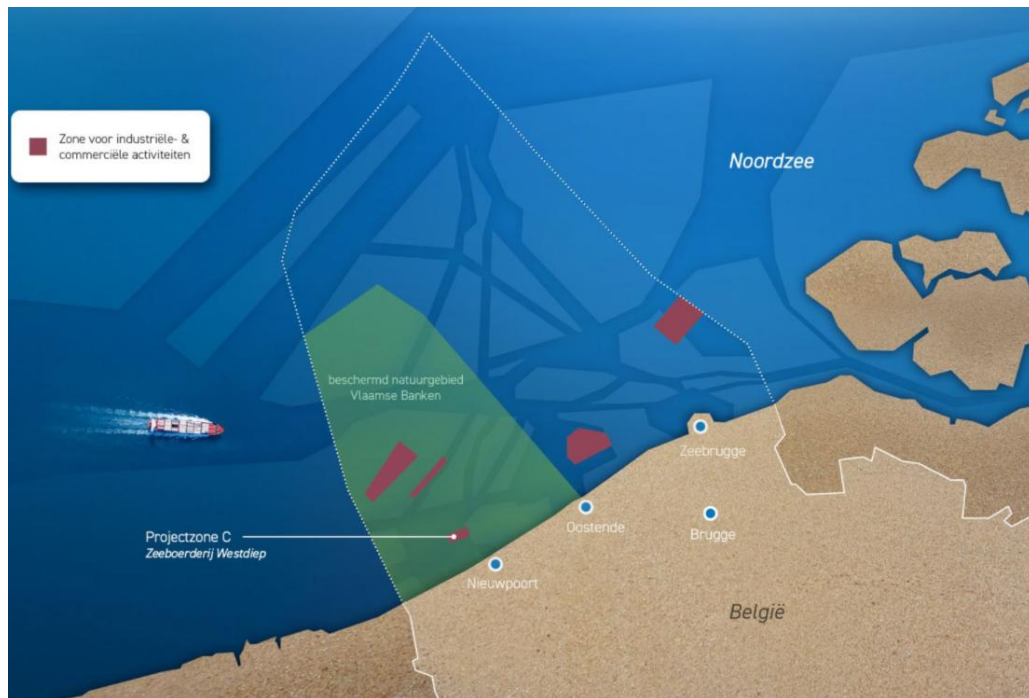 Zone voor industriële- &
commerciële activiteiten
Noordzee
beschermd natuurgebied
Vlaamse Banken
Zeebrugge
Oostende
Brugge
Projectzone C
Zeeboerderij Westdiep
Nieuwpoort
België